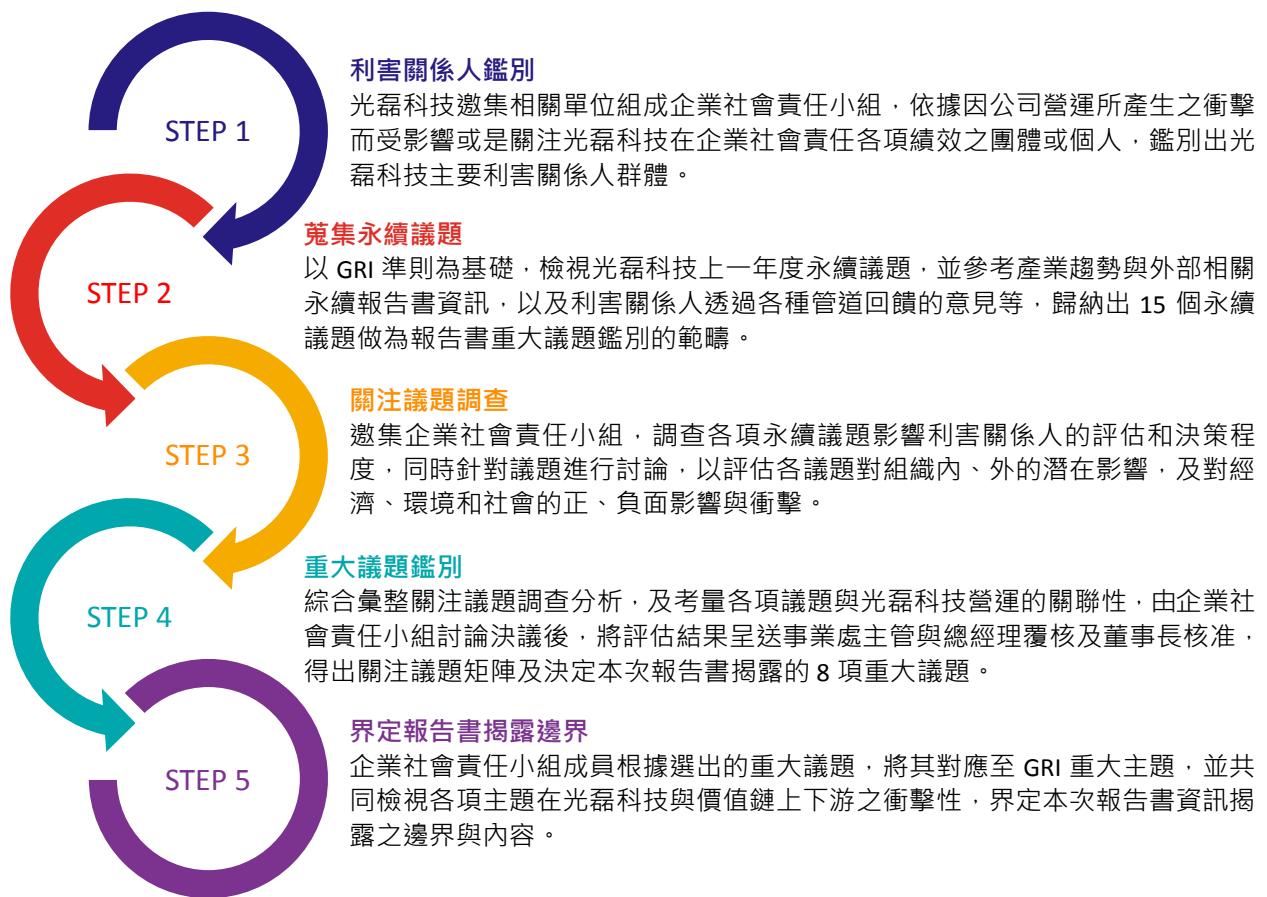 STEP 1
利害關係人鑑別
光磊科技邀集相關單位組成企業社會責任小組，依據因公司營運所產生之衝擊
而受影響或是關注光磊科技在企業社會責任各項績效之團體或個人，鑑別出光
磊科技主要利害關係人群體。
STEP 2
蒐集永續議題
以 GRI 準則為基礎，檢視光磊科技上一年度永續議題，並參考產業趨勢與外部相關
永續報告書資訊，以及利害關係人透過各種管道回饋的意見等，歸納出 15 個永續
議題做為報告書重大議題鑑別的範疇。
STEP 3
關注議題調查
邀集企業社會責任小組，調查各項永續議題影響利害關係人的評估和決策程
度，同時針對議題進行討論，以評估各議題對組織內、外的潛在影響，及對經
濟、環境和社會的正、負面影響與衝擊。
STEP 4
重大議題鑑別
綜合彙整關注議題調查分析，及考量各項議題與光磊科技營運的關聯性，由企業社
會責任小組討論決議後，將評估結果呈送事業處主管與總經理覆核及董事長核准，
得出關注議題矩陣及決定本次報告書揭露的 8 項重大議題。
STEP 5
界定報告書揭露邊界
企業社會責任小組成員根據選出的重大議題，將其對應至 GRI 重大主題，並共
同檢視各項主題在光磊科技與價值鏈上下游之衝擊性，界定本次報告書資訊揭
露之邊界與內容。